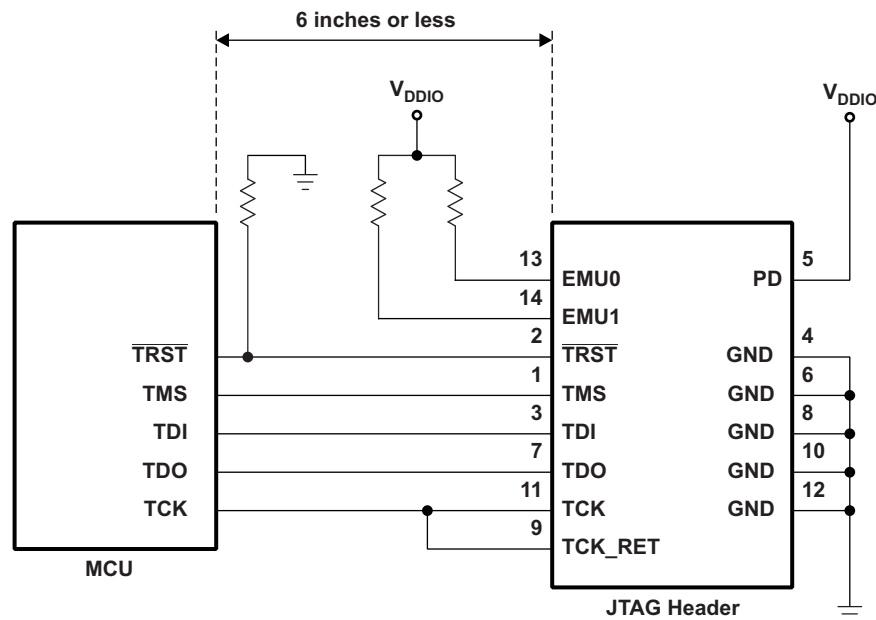 6 inches or less
VDDIO
VDDIO
13
EMU0
PD
5
14
EMU1
TRST
2
TRST
GND
4
TMS
1
TMS
GND
6
TDI
3
TDI
GND
8
TDO
7
TDO
GND
10
TCK
11
TCK
GND
12
9
TCK_RET
MCU
JTAG Header